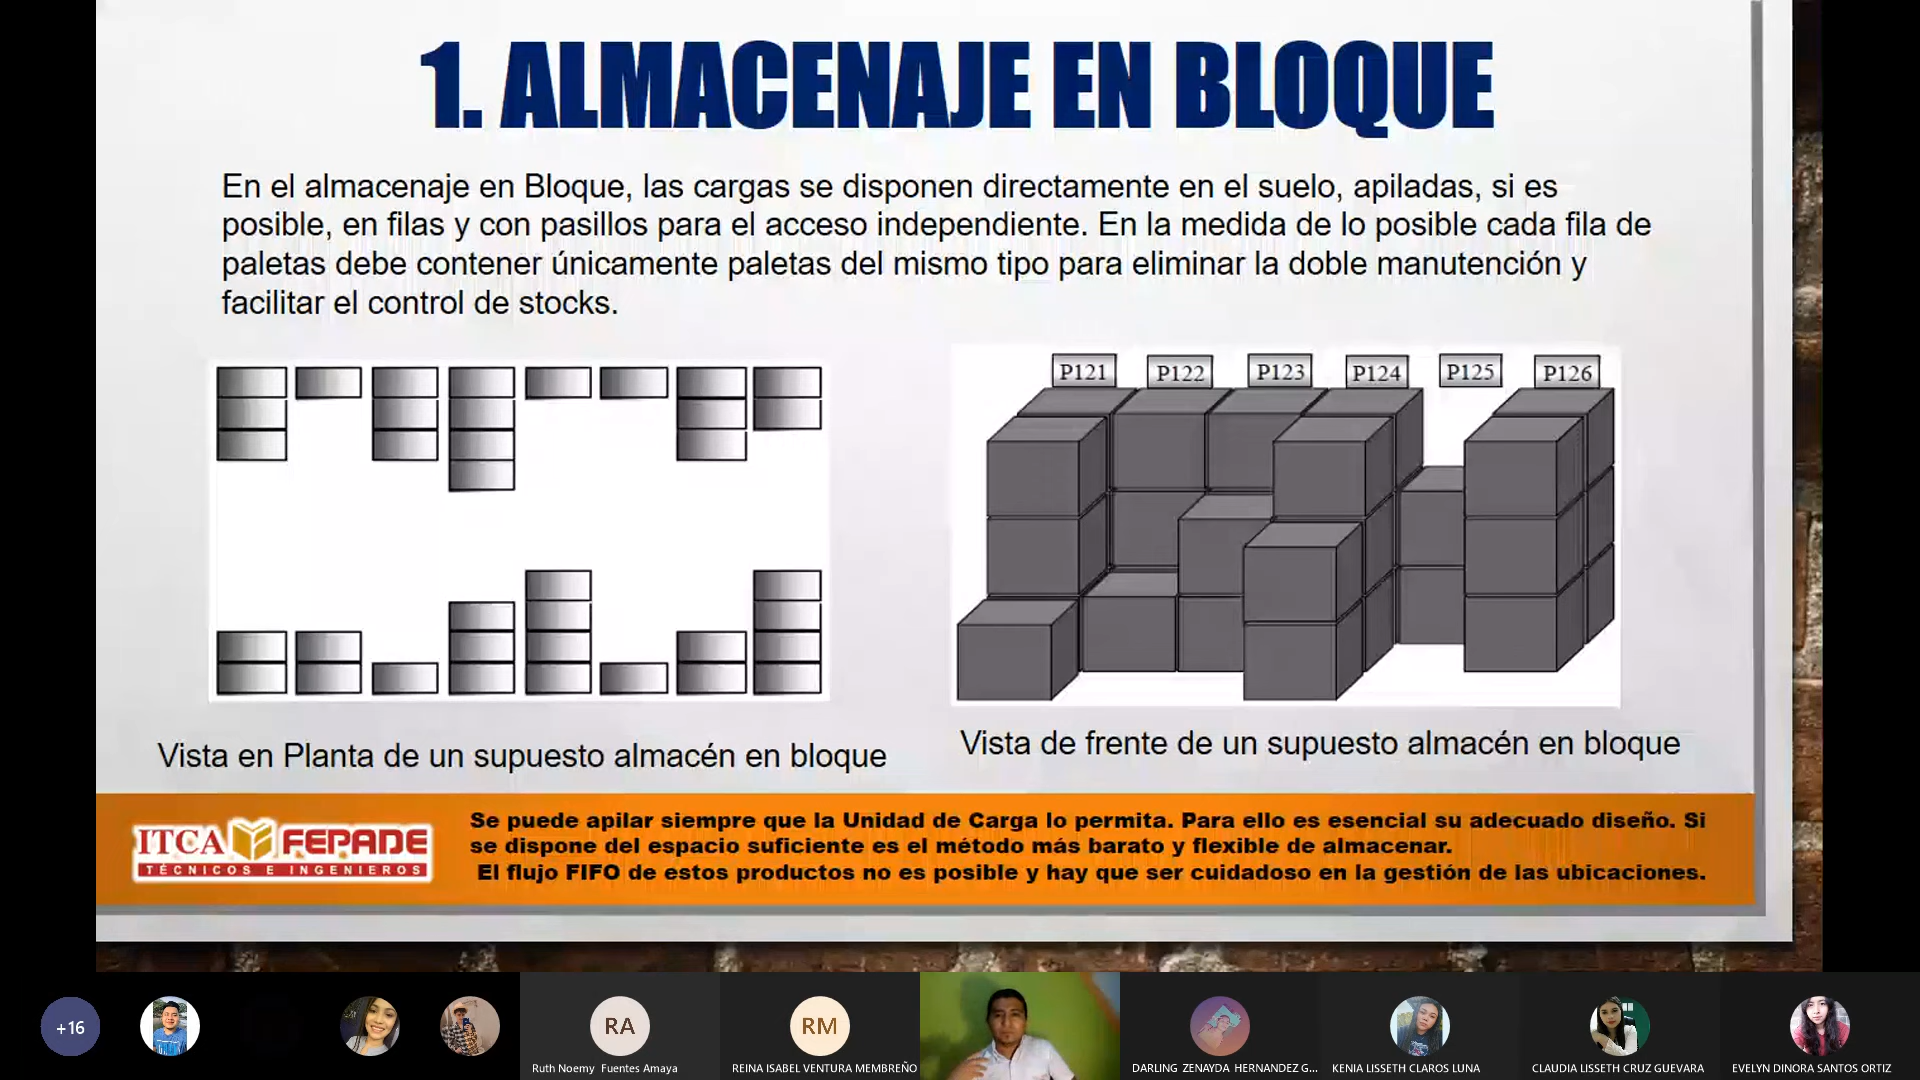 1. ALMACENAJE EN BLOQUE
En el almacenaje en Bloque, las cargas se disponen directamente en el suelo, apiladas, si es
posible, en filas y con pasillos para el acceso independiente. En la medida de lo posible cada fila de
paletas debe contener únicamente paletas del mismo tipo para eliminar la doble manutención y
facilitar el control de stocks.
P121 P122 P123 P124 P125 P126
Vista en Planta de un supuesto almacén en bloque
Vista de frente de un supuesto almacén en bloque
ITCA FEPADE
TÉCNICOS E INGENIEROS
Se puede apilar siempre que la Unidad de Carga lo permita. Para ello es esencial su adecuado diseño. Si
se dispone del espacio suficiente es el método más barato y flexible de almacenar.
El flujo FIFO de estos productos no es posible y hay que ser cuidadoso en la gestión de las ubicaciones.
+16
RA
RM
Ruth Noemy Fuentes Amaya
REINA ISABEL VENTURA MEMBREÑO
DARLING ZENAYDA HERNANDEZ G...
KENIA LISSETH CLAROS LUNA
CLAUDIA LISSETH CRUZ GUEVARA
EVELYN DINORA SANTOS ORTIZ